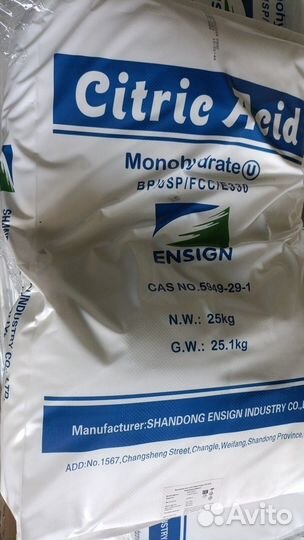 Citric Acid
Monohydrate U
BP/USP/FCC/E330
ENSIGN
CAS NO.5949-29-1
N.W.: 25kg
G.W.: 25.1kg
Manufacturer:SHANDONG ENSIGN INDUSTRY CO.,
ADD:No.1567,Changsheng Street,Changle,Weifang,Shandong Province,
Avito